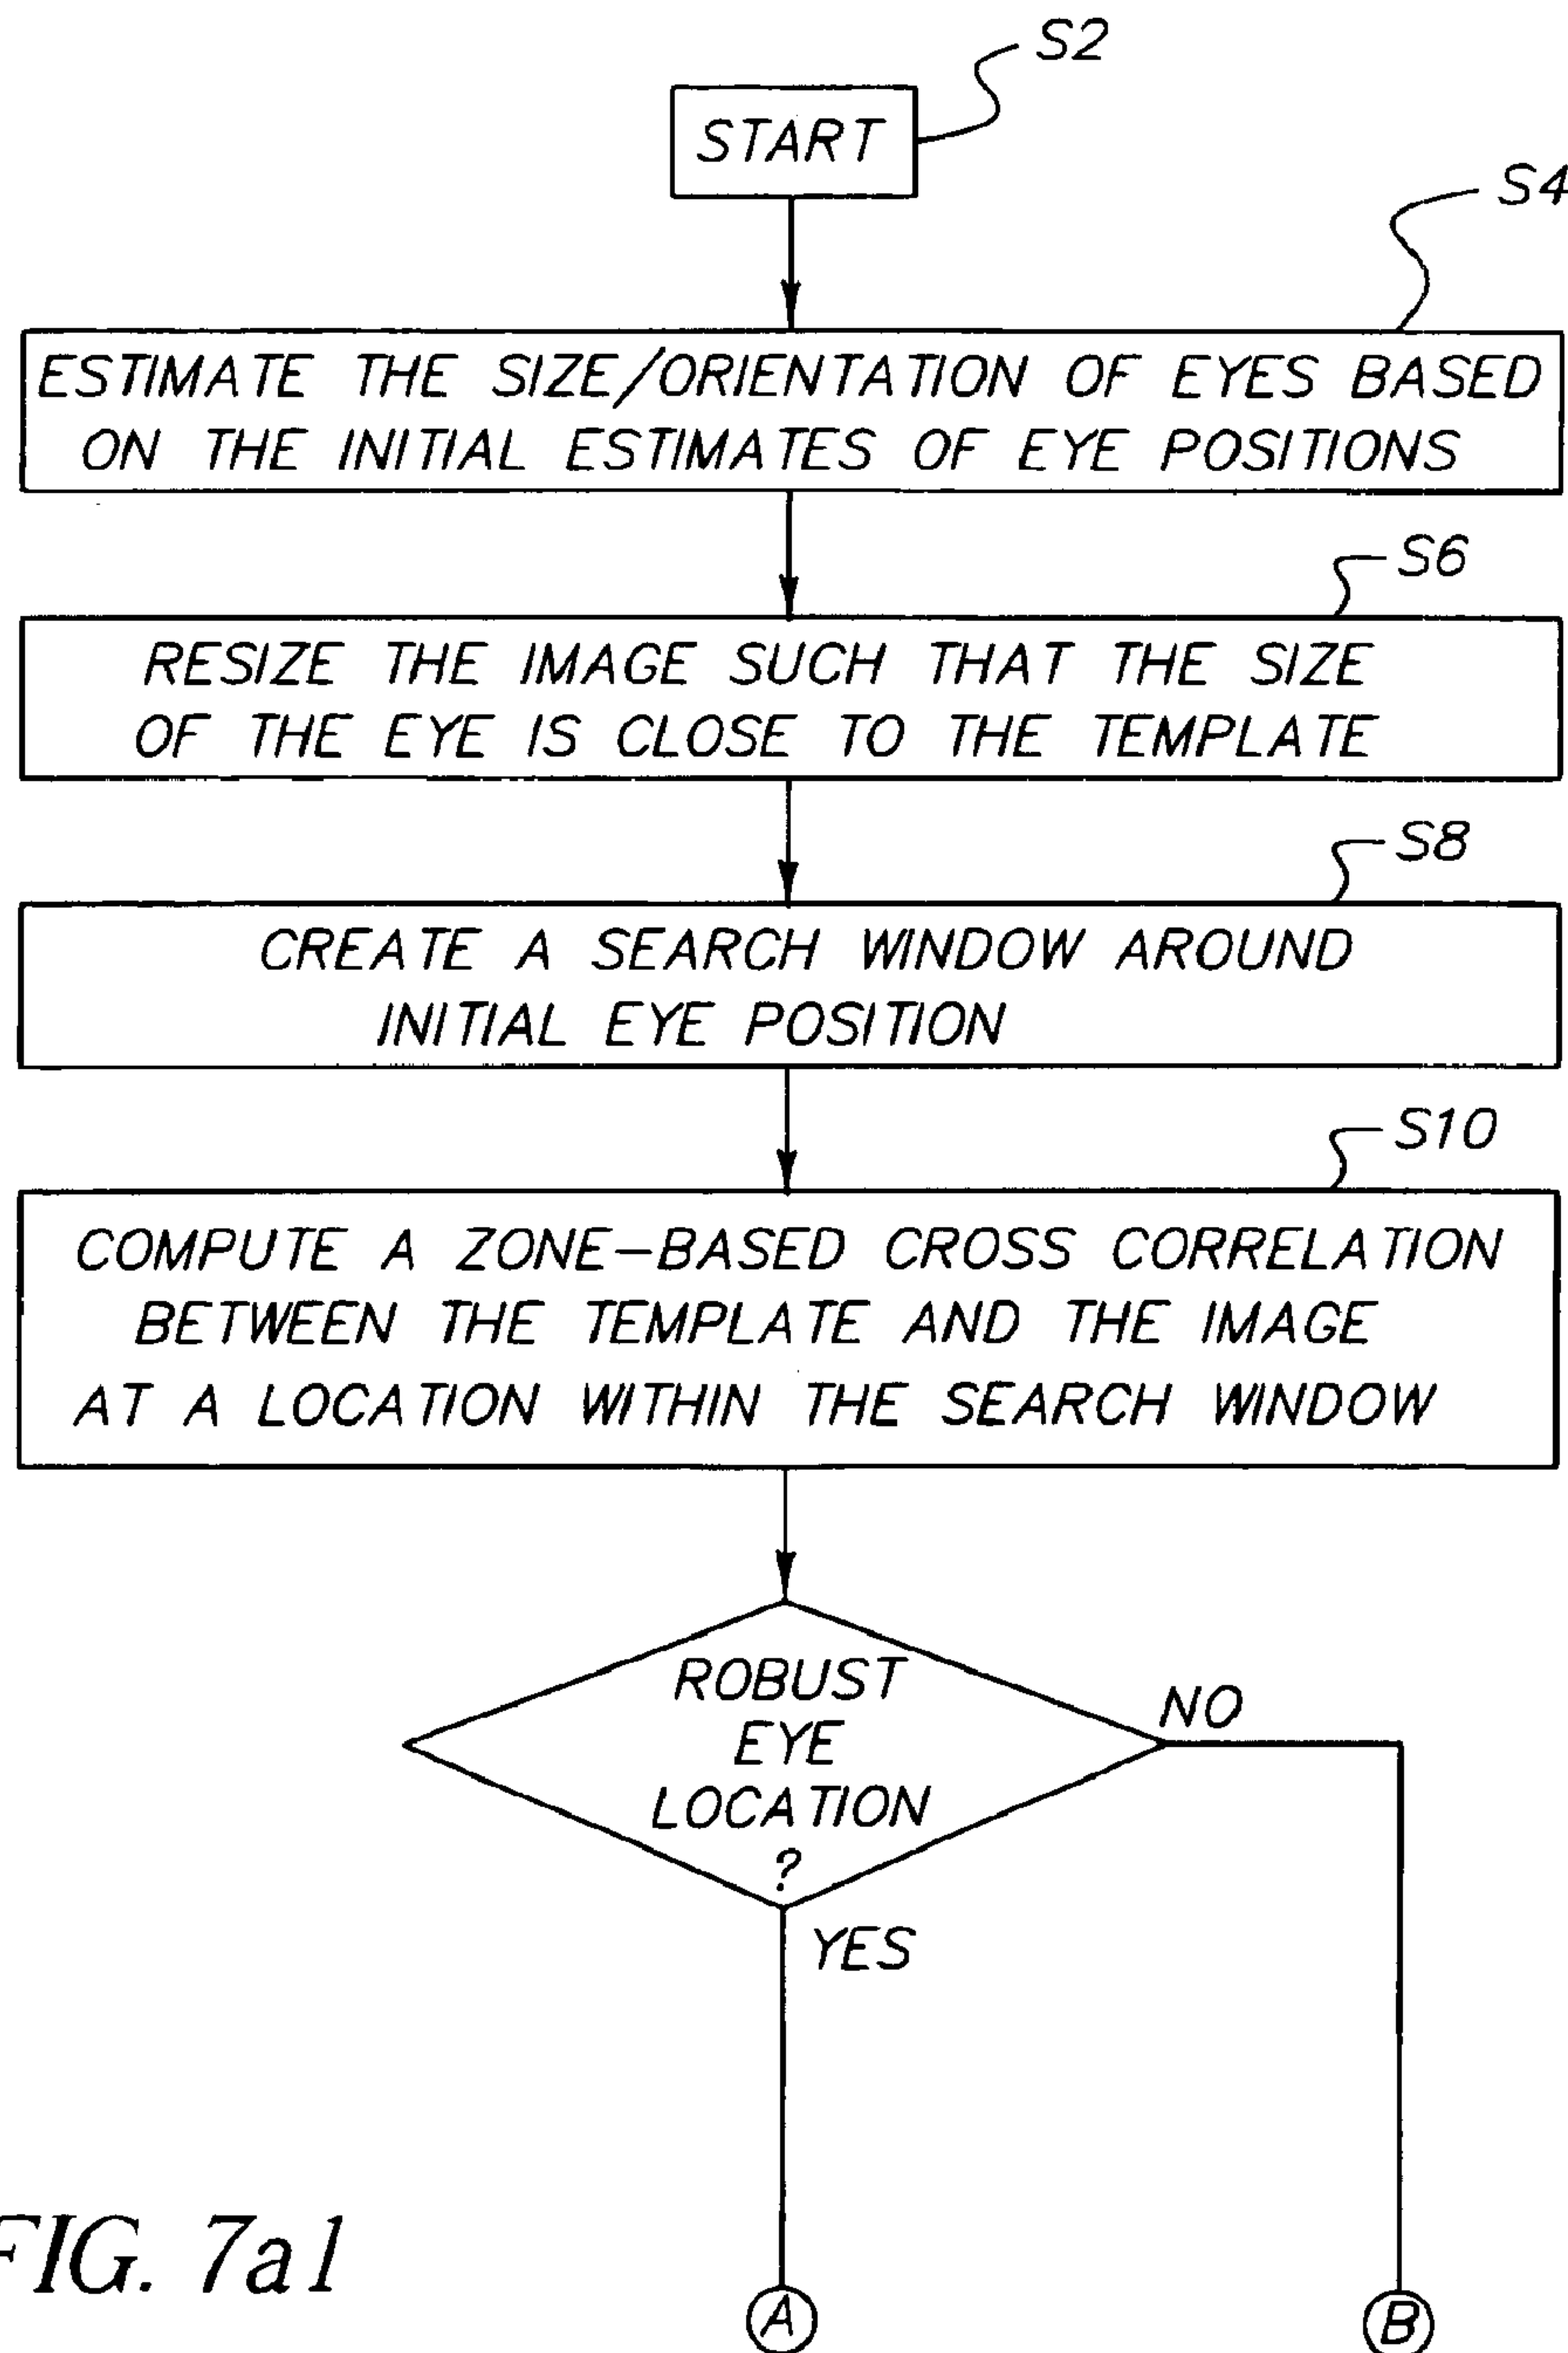 S2
START
S4
ESTIMATE THE SIZE/ORIENTATION OF EYES BASED
ON THE INITIAL ESTIMATES OF EYE POSITIONS
S6
RESIZE THE IMAGE SUCH THAT THE SIZE
OF THE EYE IS CLOSE TO THE TEMPLATE
S8
CREATE A SEARCH WINDOW AROUND
INITIAL EYE POSITION
S10
COMPUTE A ZONE-BASED CROSS CORRELATION
BETWEEN THE TEMPLATE AND THE IMAGE
AT A LOCATION WITHIN THE SEARCH WINDOW
ROBUST
EYE
LOCATION
?
NO
YES
FIG. 7a1
A
B